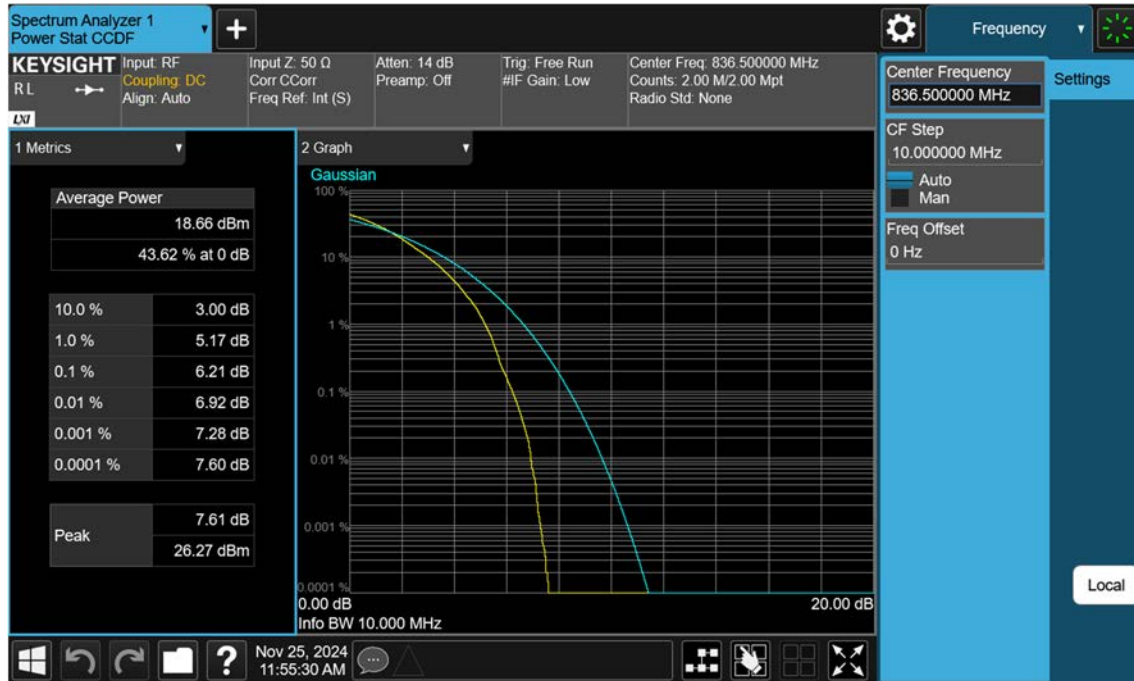 Spectrum Analyzer 1
Power Stat CCDF
+
Frequency
KEYSIGHT
RL
LXI
Input: RF
Coupling: DC
Align: Auto
Input Z: 50 Ω
Corr CCorr
Freq Ref: Int (S)
Atten: 14 dB
Preamp: Off
Trig: Free Run
#IF Gain: Low
Center Freq: 836.500000 MHz
Counts: 2.00 M/2.00 Mpt
Radio Std: None
Center Frequency
836.500000 MHz
Settings
CF Step
10.000000 MHz
Auto
Man
Freq Offset
0 Hz
Local
1 Metrics
Average Power
18.66 dBm
43.62 % at 0 dB
10.0 % 3.00 dB
1.0 % 5.17 dB
0.1 % 6.21 dB
0.01 % 6.92 dB
0.001 % 7.28 dB
0.0001 % 7.60 dB
Peak
7.61 dB
26.27 dBm
2 Graph
Gaussian
100 %
10 %
1 %
0.1 %
0.01 %
0.001 %
0.0001 %
0.00 dB 20.00 dB
Info BW 10.000 MHz
?
Nov 25, 2024
11:55:30 AM